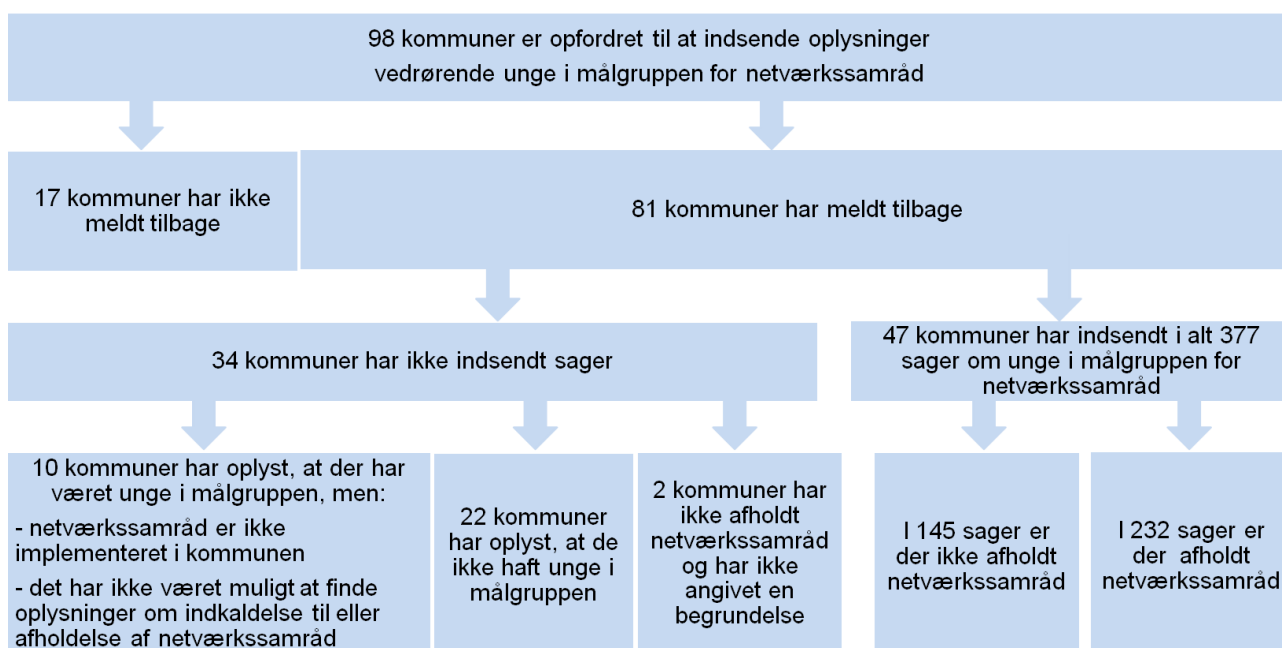 98 kommuner er opfordret til at indsende oplysninger
vedrørende unge i målgruppen for netværkssamråd
17 kommuner har ikke
meldt tilbage
81 kommuner har meldt tilbage
34 kommuner har ikke indsendt sager
47 kommuner har indsendt i alt 377
sager om unge i målgruppen for
netværkssamråd
10 kommuner har oplyst, at der har
været unge i målgruppen, men:
- netværkssamråd er ikke
implementeret i kommunen
- det har ikke været muligt at finde
oplysninger om indkaldelse til eller
afholdelse af netværkssamråd
22 kommuner
har oplyst, at de
ikke haft unge i
målgruppen
2 kommuner har
ikke afholdt
netværkssamråd
og har ikke
angivet en
begrundelse
I 145 sager er
der ikke afholdt
netværkssamråd
I 232 sager er
der afholdt
netværkssamråd